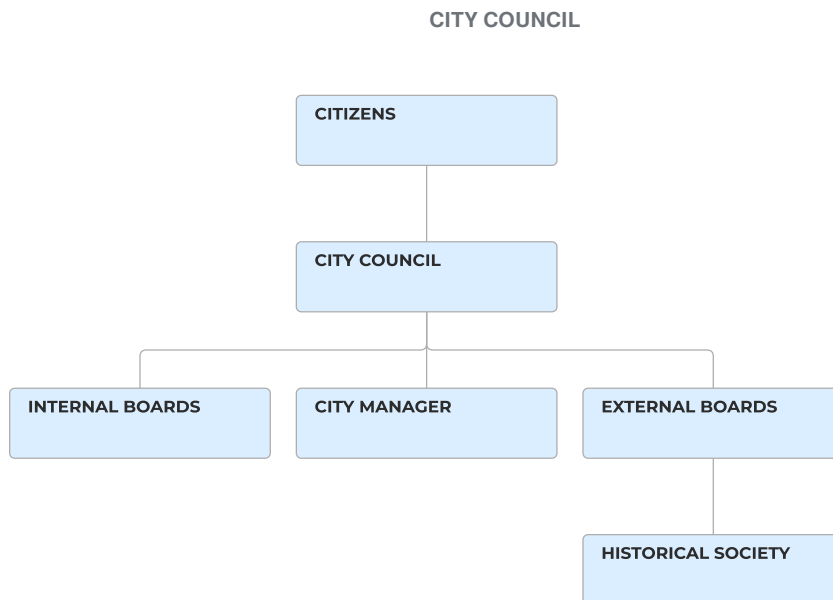 CITY COUNCIL
CITIZENS
CITY COUNCIL
INTERNAL BOARDS
CITY MANAGER
EXTERNAL BOARDS
HISTORICAL SOCIETY